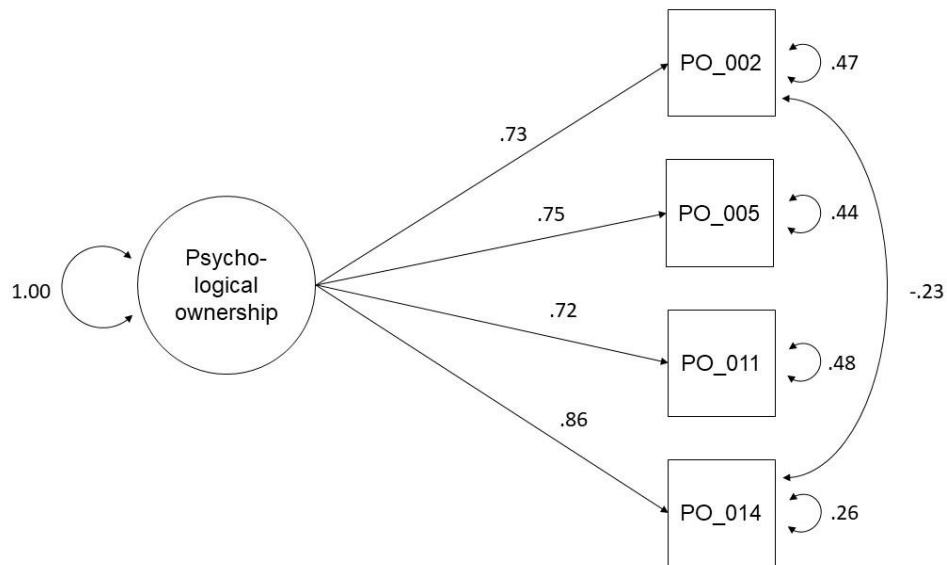 PO_002
.47
.73
PO_005
.44
.75
Psycho-
logical
ownership
1.00
-.23
.72
PO_011
.48
.86
PO_014
.26